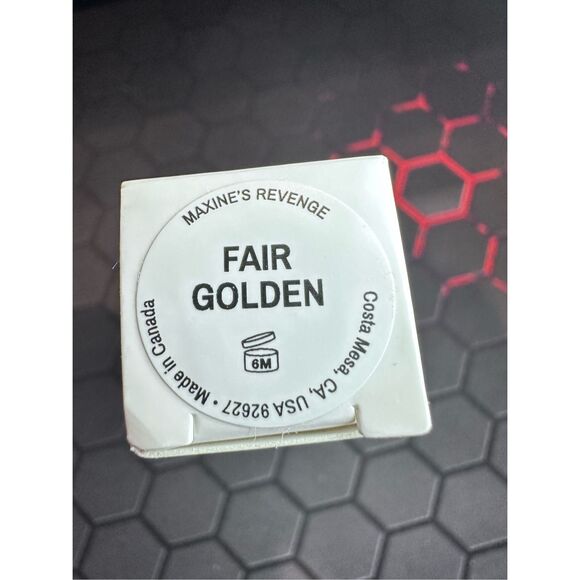 MAXINE'S REVENGE
FAIR
GOLDEN
6M
Costa Mesa, CA, USA 92627 • Made in Canada